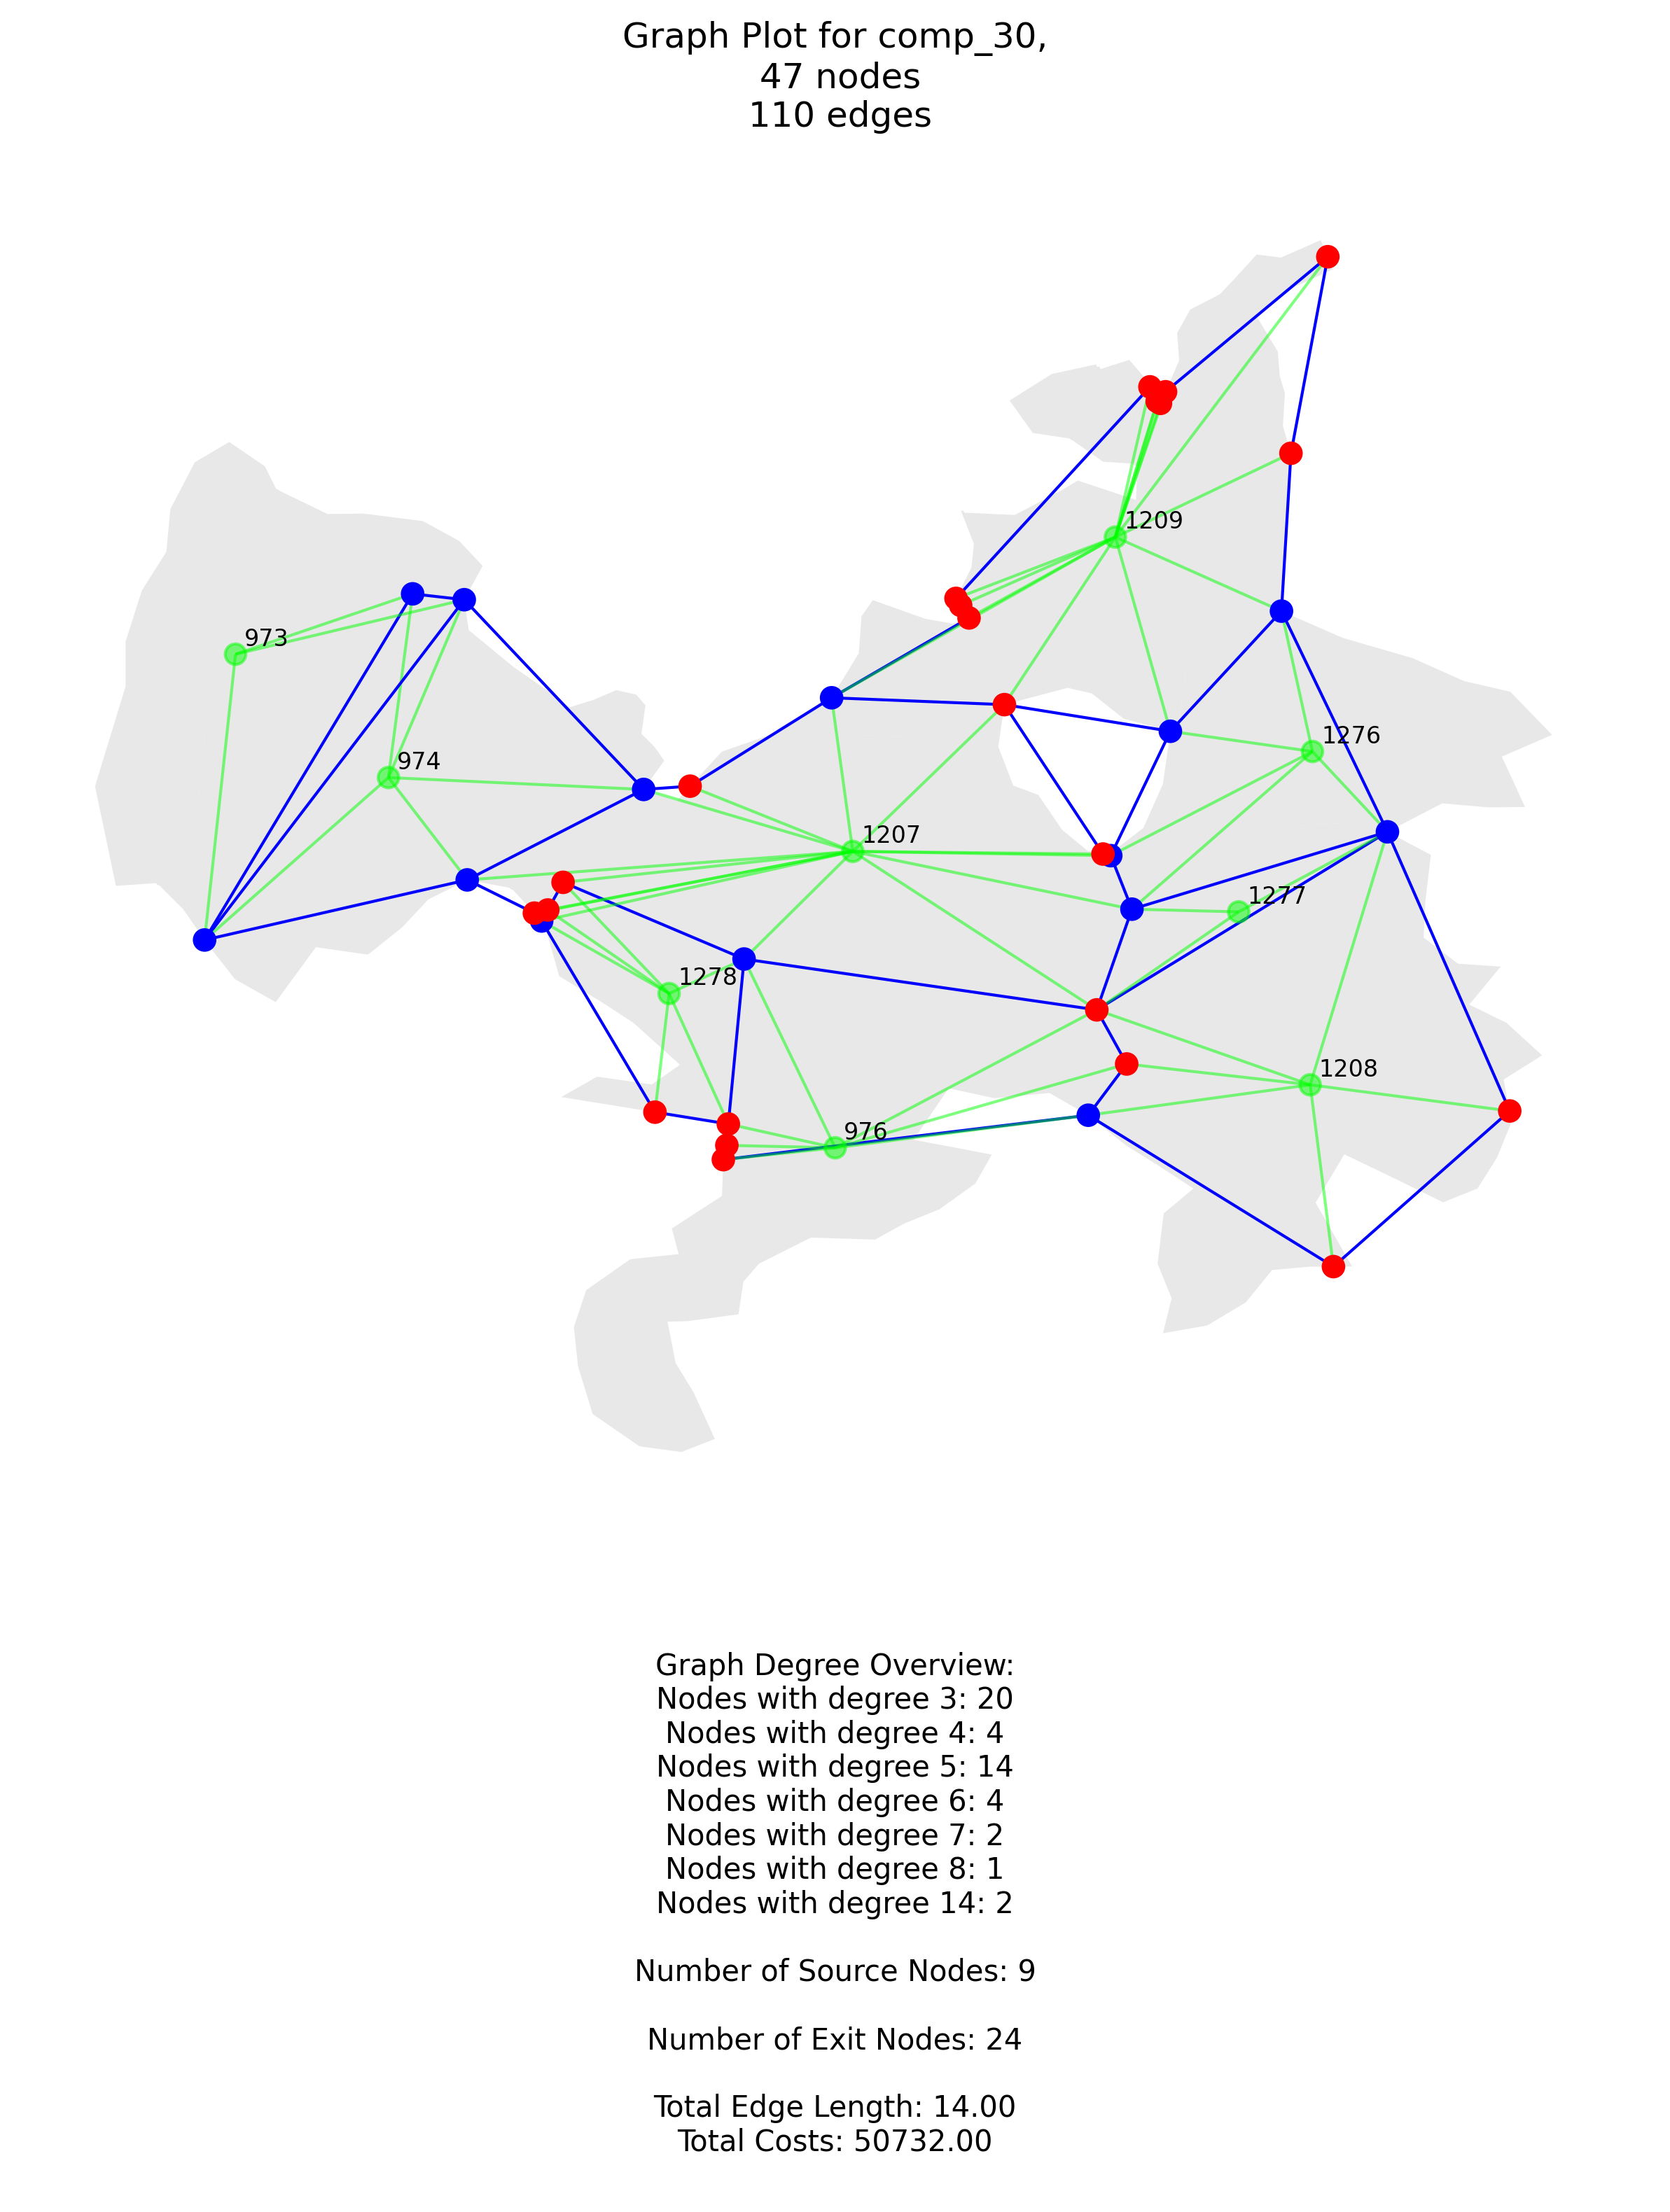 Graph Plot for comp_30,
47 nodes
110 edges
1209
973
1276
974
1207
1277
1278
1208
976
Graph Degree Overview:
Nodes with degree 3: 20
Nodes with degree 4: 4
Nodes with degree 5: 14
Nodes with degree 6: 4
Nodes with degree 7: 2
Nodes with degree 8: 1
Nodes with degree 14: 2
Number of Source Nodes: 9
Number of Exit Nodes: 24
Total Edge Length: 14.00
Total Costs: 50732.00